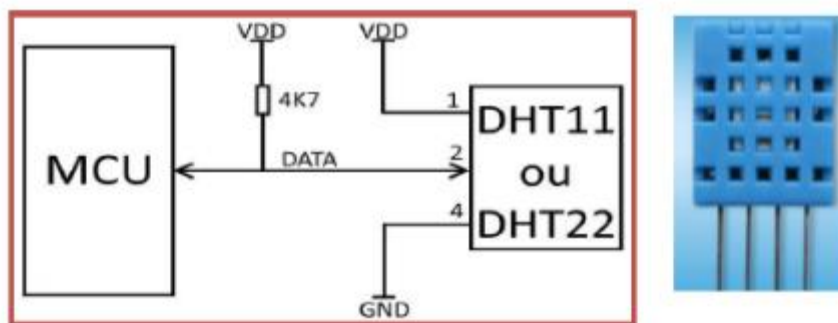 VDD
VDD
4K7
1
DHT11
MCU
DATA
2
ou
4
DHT22
GND